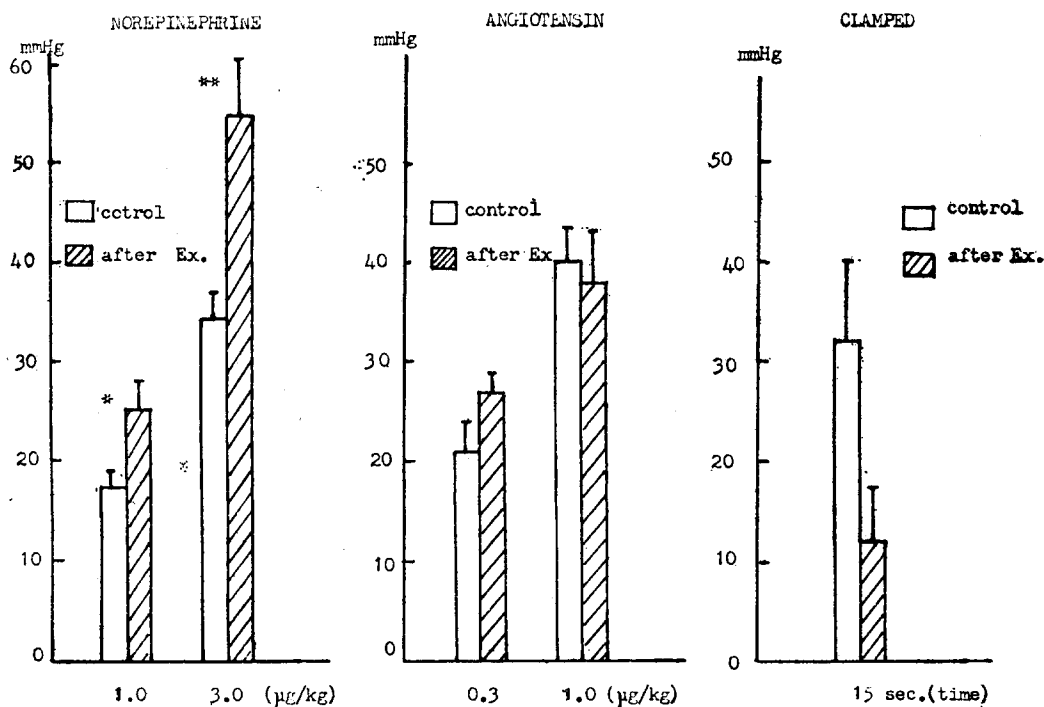 NOREPINEPHRINE
mmHg
60
**
50
'cctrol
after Ex.
40
30
*
20
*
10
0
1.0 3.0 (µg/kg)
ANGIOTENSIN
mmHg
50
control
after Ex
40
30
20
10
0
0.3 1.0 (µg/kg)
CLAMPED
mmHg
50
control
after Ex.
40
30
20
10
0
15 sec.(time)